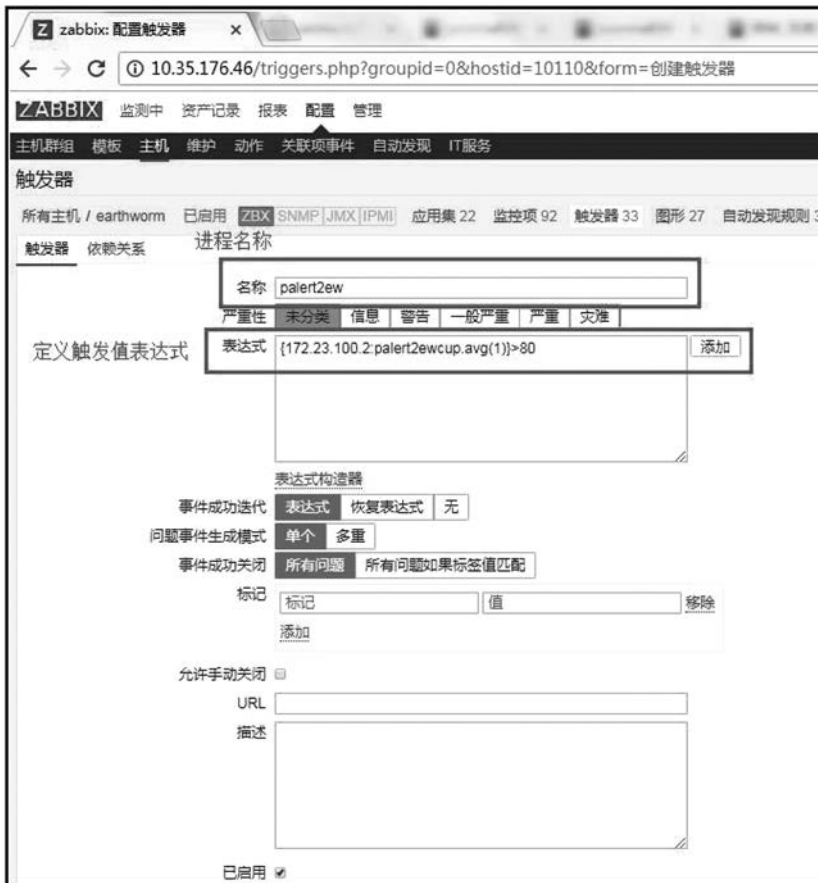 Z zabbix: 配置触发器 ×
10.35.176.46/triggers.php?groupid=0&hostid=10110&form=创建触发器
ZABBIX 监测中 资产记录 报表 配置 管理
主机群组 模板 主机 维护 动作 关联项事件 自动发现 IT服务
触发器
所有主机 / earthworm 已启用 ZBX SNMP JMX IPMI 应用集 22 监控项 92 触发器 33 图形 27 自动发现规则 3
触发器 依赖关系 进程名称
名称 palert2ew
严重性 未分类 信息 警告 一般严重 严重 灾难
定义触发值表达式 表达式 {172.23.100.2:palert2ewcup.avg(1)}>80 添加
表达式构造器
事件成功迭代 表达式 恢复表达式 无
问题事件生成模式 单个 多重
事件成功关闭 所有问题 所有问题如果标签值匹配
标记 标记 值 移除
添加
允许手动关闭
URL
描述
已启用